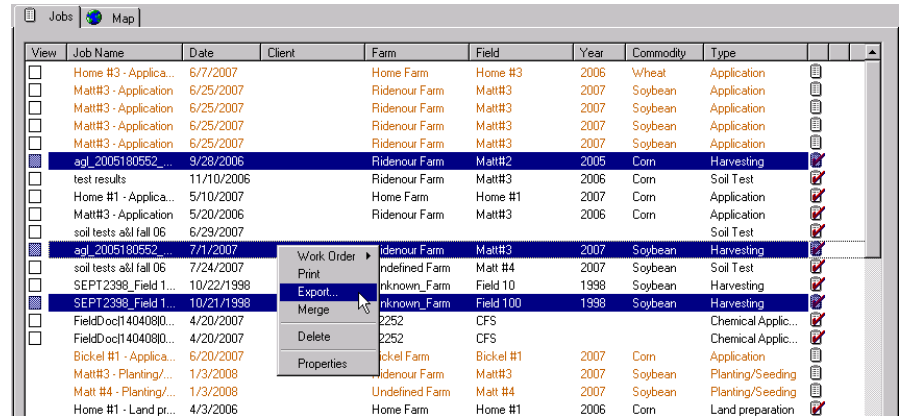 Jobs Map
View Job Name Date Client Farm Field Year Commodity Type
Home #3 - Applica... 6/7/2007 Home Farm Home #3 2006 Wheat Application
Matt#3 - Application 6/25/2007 Ridenour Farm Matt#3 2007 Soybean Application
Matt#3 - Application 6/25/2007 Ridenour Farm Matt#3 2007 Soybean Application
Matt#3 - Application 6/25/2007 Ridenour Farm Matt#3 2007 Soybean Application
Matt#3 - Application 6/25/2007 Ridenour Farm Matt#3 2007 Soybean Application
agl_2005180552_... 9/28/2006 Ridenour Farm Matt#2 2005 Corn Harvesting
test results 11/10/2006 Ridenour Farm Matt#3 2006 Corn Soil Test
Home #1 - Applica... 5/10/2007 Home Farm Home #1 2007 Corn Application
Matt#3 - Application 5/20/2006 Ridenour Farm Matt#3 2006 Corn Application
soil tests a&l fall 06 6/29/2007 Soil Test
agl_2005180552_... 7/1/2007 idenour Farm Matt#3 2007 Soybean Harvesting
soil tests a&l fall 06 7/24/2007 ndefined Farm Matt #4 2007 Soybean Soil Test
SEPT2398_Field 1... 10/22/1998 nknown_Farm Field 10 1998 Soybean Harvesting
SEPT2398_Field 1... 10/21/1998 nknown_Farm Field 100 1998 Soybean Harvesting
FieldDoc|140408|0... 4/20/2007 2252 CFS Chemical Applic...
FieldDoc|140408|0... 4/20/2007 2252 CFS Chemical Applic...
Bickel #1 - Applica... 6/20/2007 ickel Farm Bickel #1 2007 Corn Application
Matt#3 - Planting/... 1/3/2008 Ridenour Farm Matt#3 2007 Soybean Planting/Seeding
Matt #4 - Planting/... 1/3/2008 Undefined Farm Matt #4 2007 Soybean Planting/Seeding
Home #1 - Land pr... 4/3/2006 Home Farm Home #1 2006 Corn Land preparation
Work Order
Print
Export...
Merge
Delete
Properties